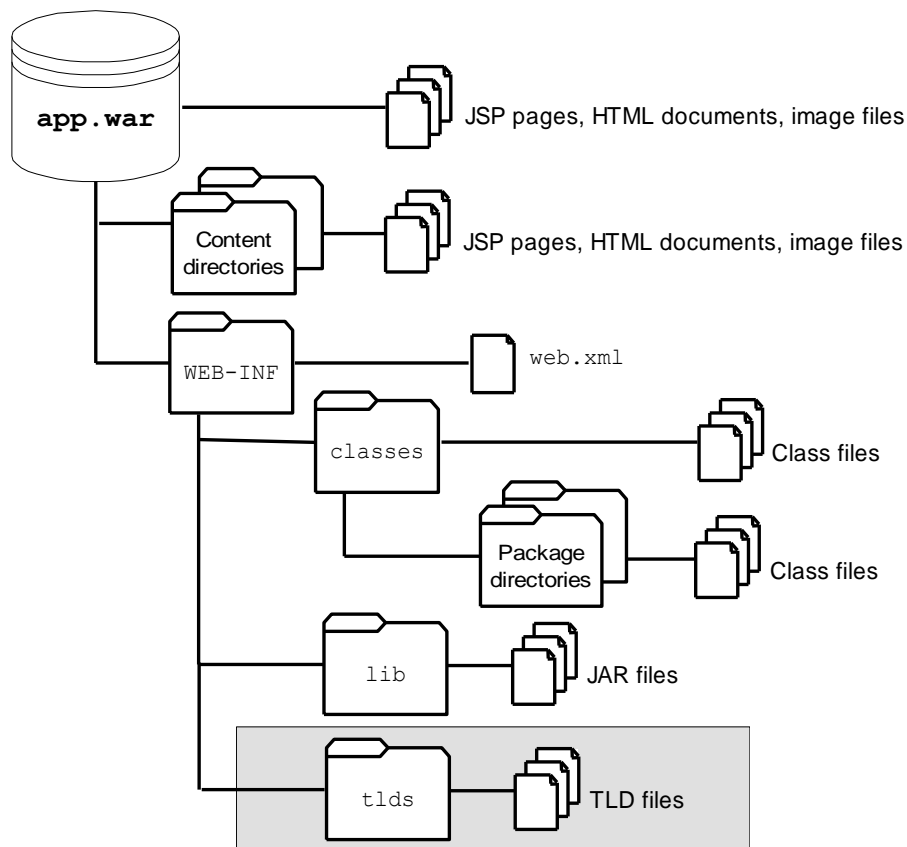 app.war
JSP pages, HTML documents, image files
Content
directories
JSP pages, HTML documents, image files
WEB-INF
web.xml
classes
Class files
Package
directories
Class files
lib
JAR files
tlds
TLD files